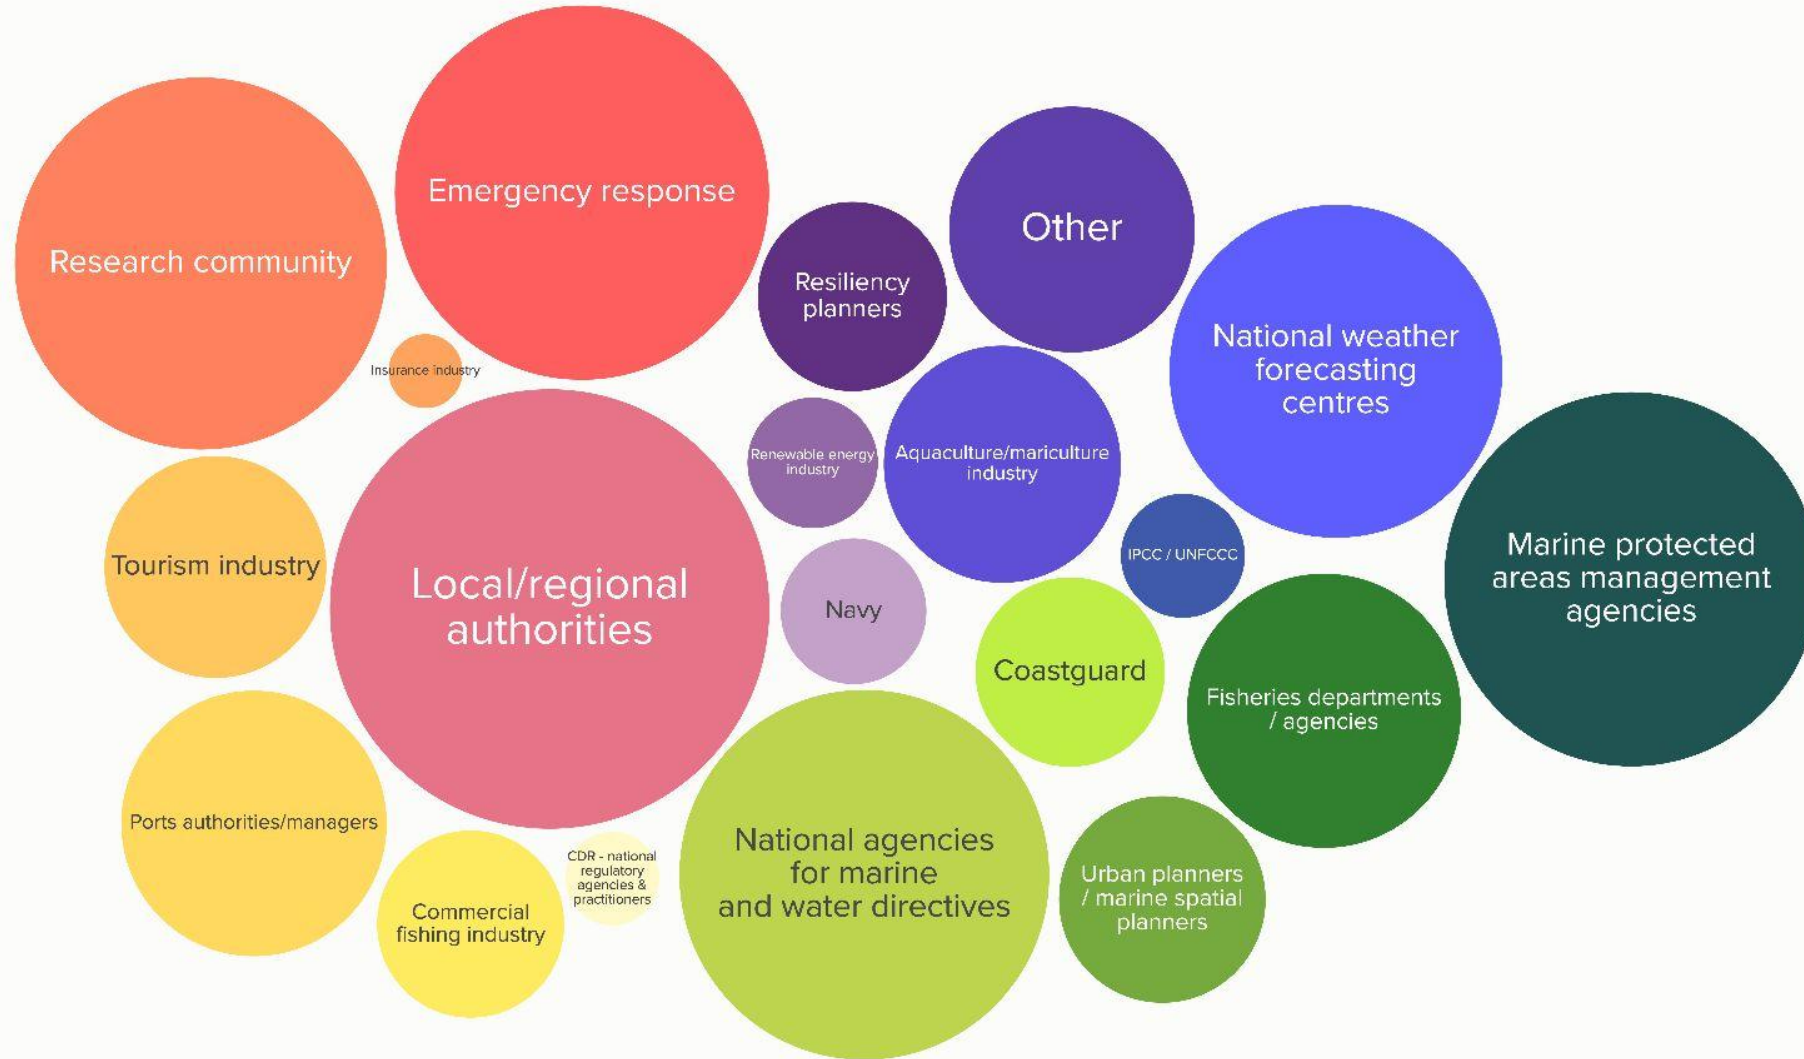 Emergency response
Research community
Other
Resiliency
planners
National weather
forecasting
centres
Insurance industry
Renewable energy
industry
Aquaculture/mariculture
industry
Tourism industry
Local/regional
authorities
Navy
IPCC / UNFCCC
Marine protected
areas management
agencies
Coastguard
Fisheries departments
/ agencies
Ports authorities/managers
Commercial
fishing industry
CDR - national
regulatory
agencies &
practitioners
National agencies
for marine
and water directives
Urban planners
/ marine spatial
planners